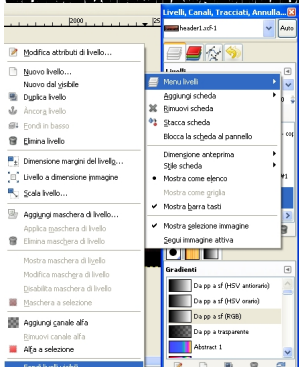 2000
Livelli, Canali, Tracciati, Annulla...
header1.xcf-1
Auto
Livelli
Modifica attributi di livello...
Nuovo livello...
Nuovo dal visibile
Duplica livello
Àncora livello
Fondi in basso
Elimina livello
Dimensione margini del livello...
Livello a dimensione immagine
Scala livello...
Aggiungi maschera di livello...
Applica maschera di livello
Elimina maschera di livello
Mostra maschera di livello
Modifica maschera di livello
Disabilita maschera di livello
Maschera a selezione
Aggiungi canale alfa
Rimuovi canale alfa
Alfa a selezione
Fondi livelli visibili...
Menu livelli
Aggiungi scheda
Rimuovi scheda
Stacca scheda
Blocca la scheda al pannello
Dimensione anteprima
Stile scheda
Mostra come elenco
Mostra come griglia
Mostra barra tasti
Mostra selezione immagine
Segui immagine attiva
Gradienti
Da pp a sf (HSV antiorario)
Da pp a sf (HSV orario)
Da pp a sf (RGB)
Da pp a trasparente
Abstract 1